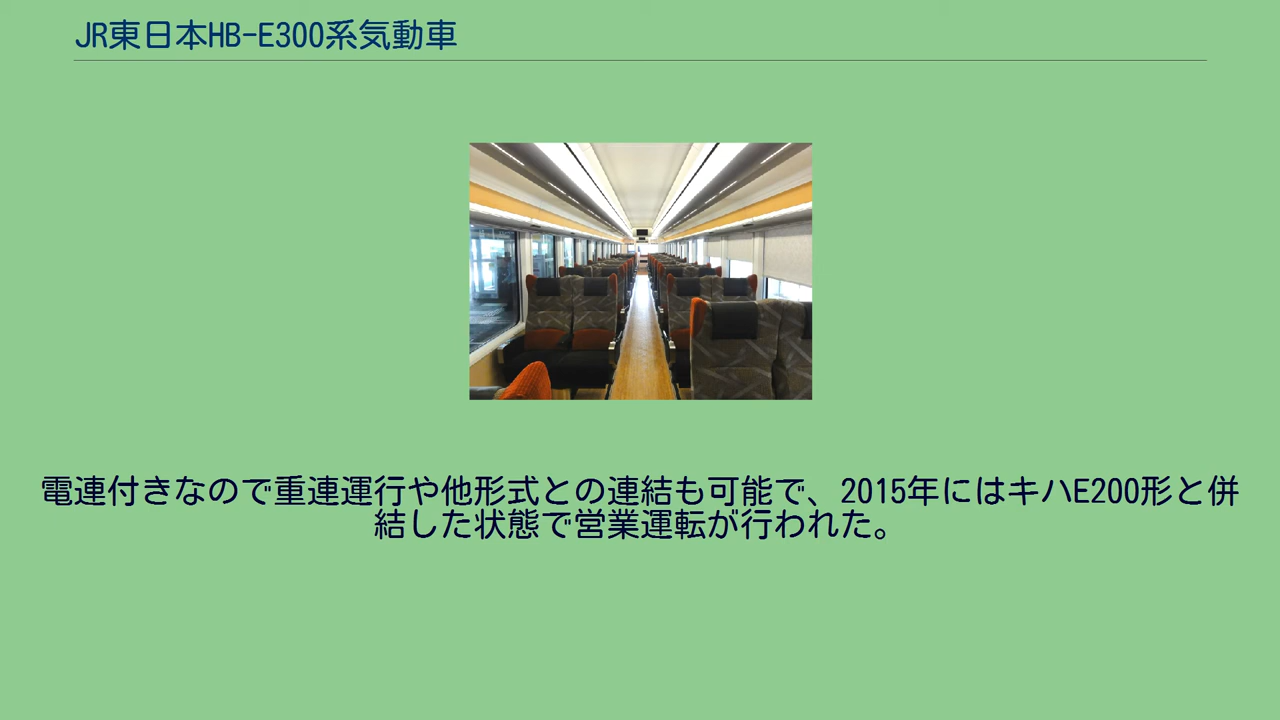 JR東日本HB-E300系気動車
電連付きなので重連運行や他形式との連結も可能で、2015年にはキハE200形と併
結した状態で営業運転が行われた。